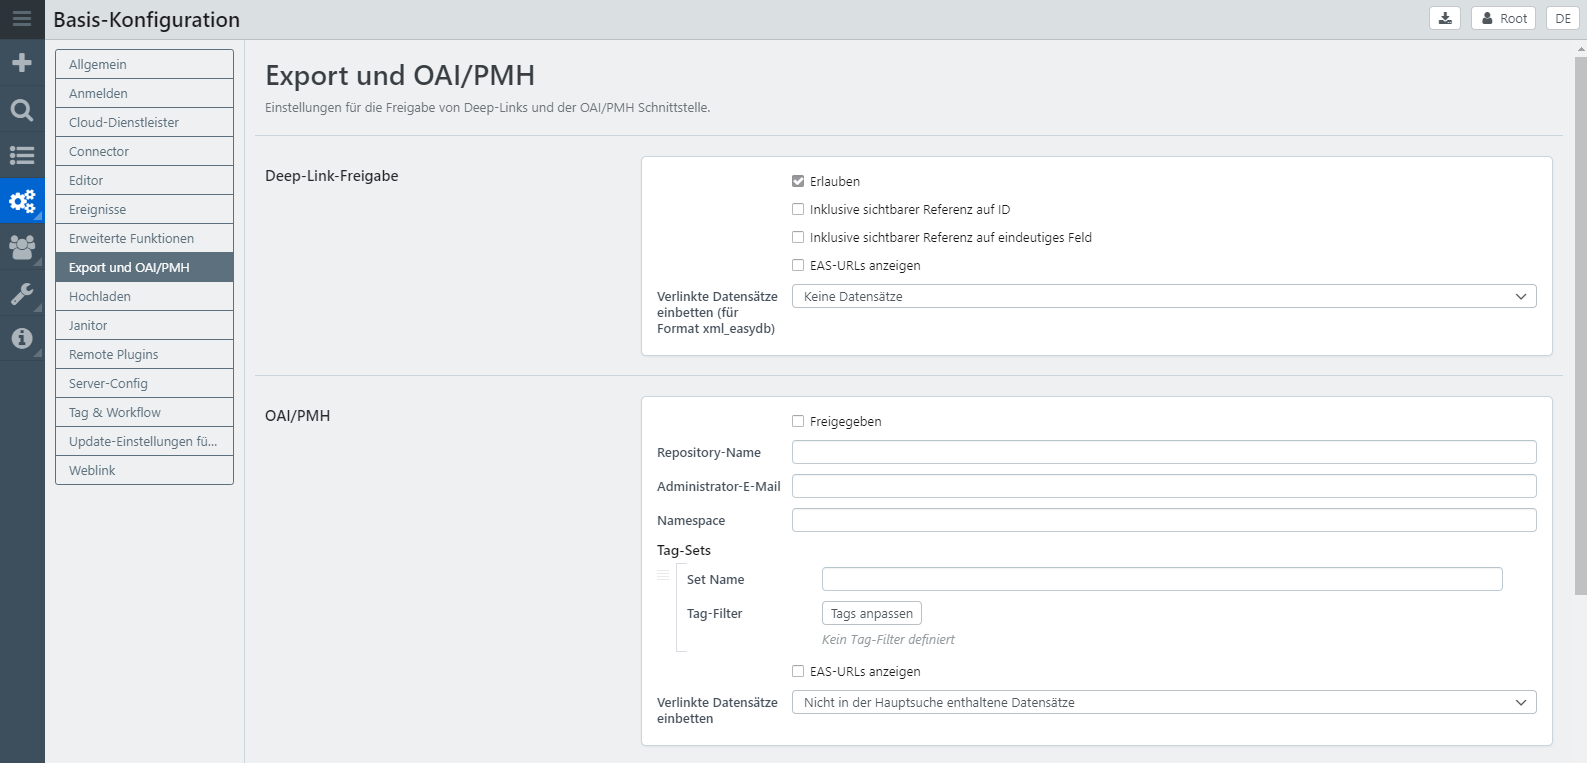 Basis-Konfiguration
Root
DE
Allgemein
Anmelden
Cloud-Dienstleister
Connector
Editor
Ereignisse
Erweiterte Funktionen
Export und OAI/PMH
Hochladen
Janitor
Remote Plugins
Server-Config
Tag & Workflow
Update-Einstellungen fü...
Weblink
Export und OAI/PMH
Einstellungen für die Freigabe von Deep-Links und der OAI/PMH Schnittstelle.
Deep-Link-Freigabe
Erlauben
Inklusive sichtbarer Referenz auf ID
Inklusive sichtbarer Referenz auf eindeutiges Feld
EAS-URLs anzeigen
Verlinkte Datensätze
einbetten (für
Format xml_easydb)
Keine Datensätze
OAI/PMH
Freigegeben
Repository-Name
Administrator-E-Mail
Namespace
Tag-Sets
Set Name
Tag-Filter
Tags anpassen
Kein Tag-Filter definiert
EAS-URLs anzeigen
Verlinkte Datensätze
einbetten
Nicht in der Hauptsuche enthaltene Datensätze